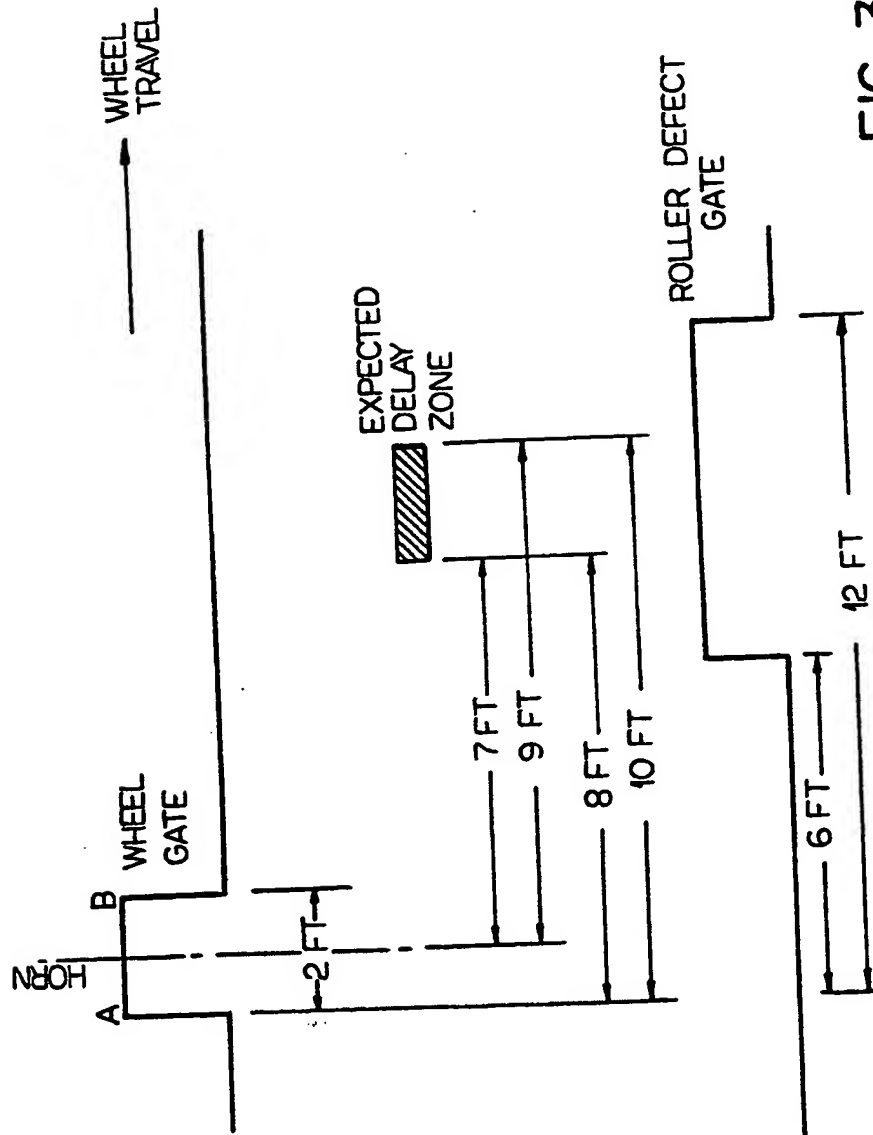 HORN
A
B
WHEEL
GATE
WHEEL
TRAVEL
2 FT
EXPECTED
DELAY
ZONE
7 FT
9 FT
8 FT
10 FT
ROLLER DEFECT
GATE
6 FT
12 FT